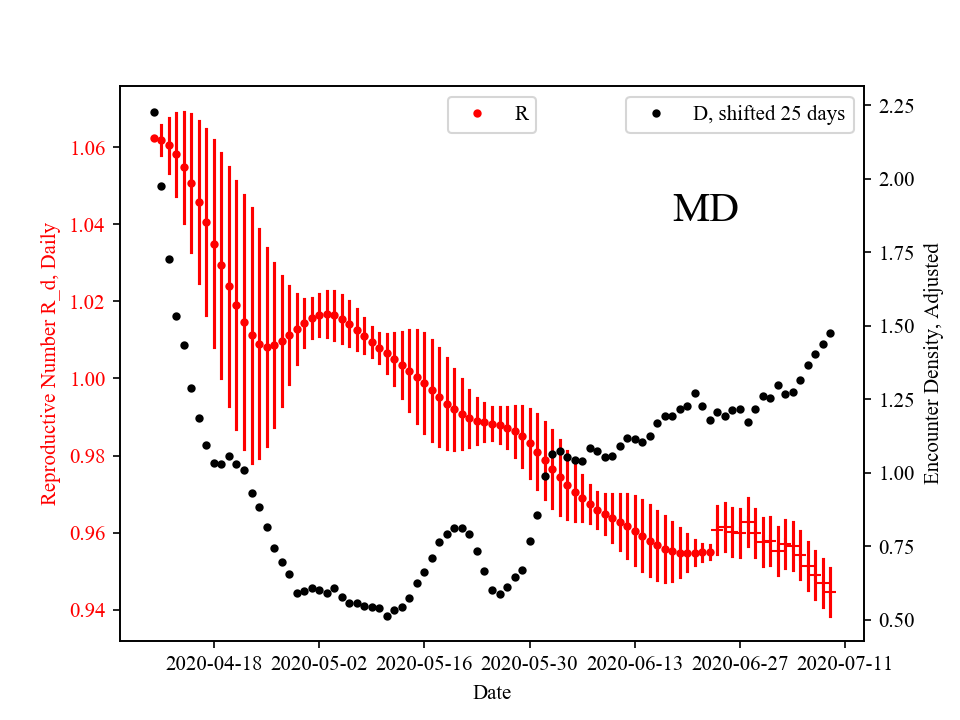 R
D, shifted 25 days
MD
Reproductive Number R_d, Daily
1.06
1.04
1.02
1.00
0.98
0.96
0.94
2.25
2.00
1.75
1.50
1.25
1.00
0.75
0.50
Encounter Density, Adjusted
2020-04-18 2020-05-02 2020-05-16 2020-05-30 2020-06-13 2020-06-27 2020-07-11
Date